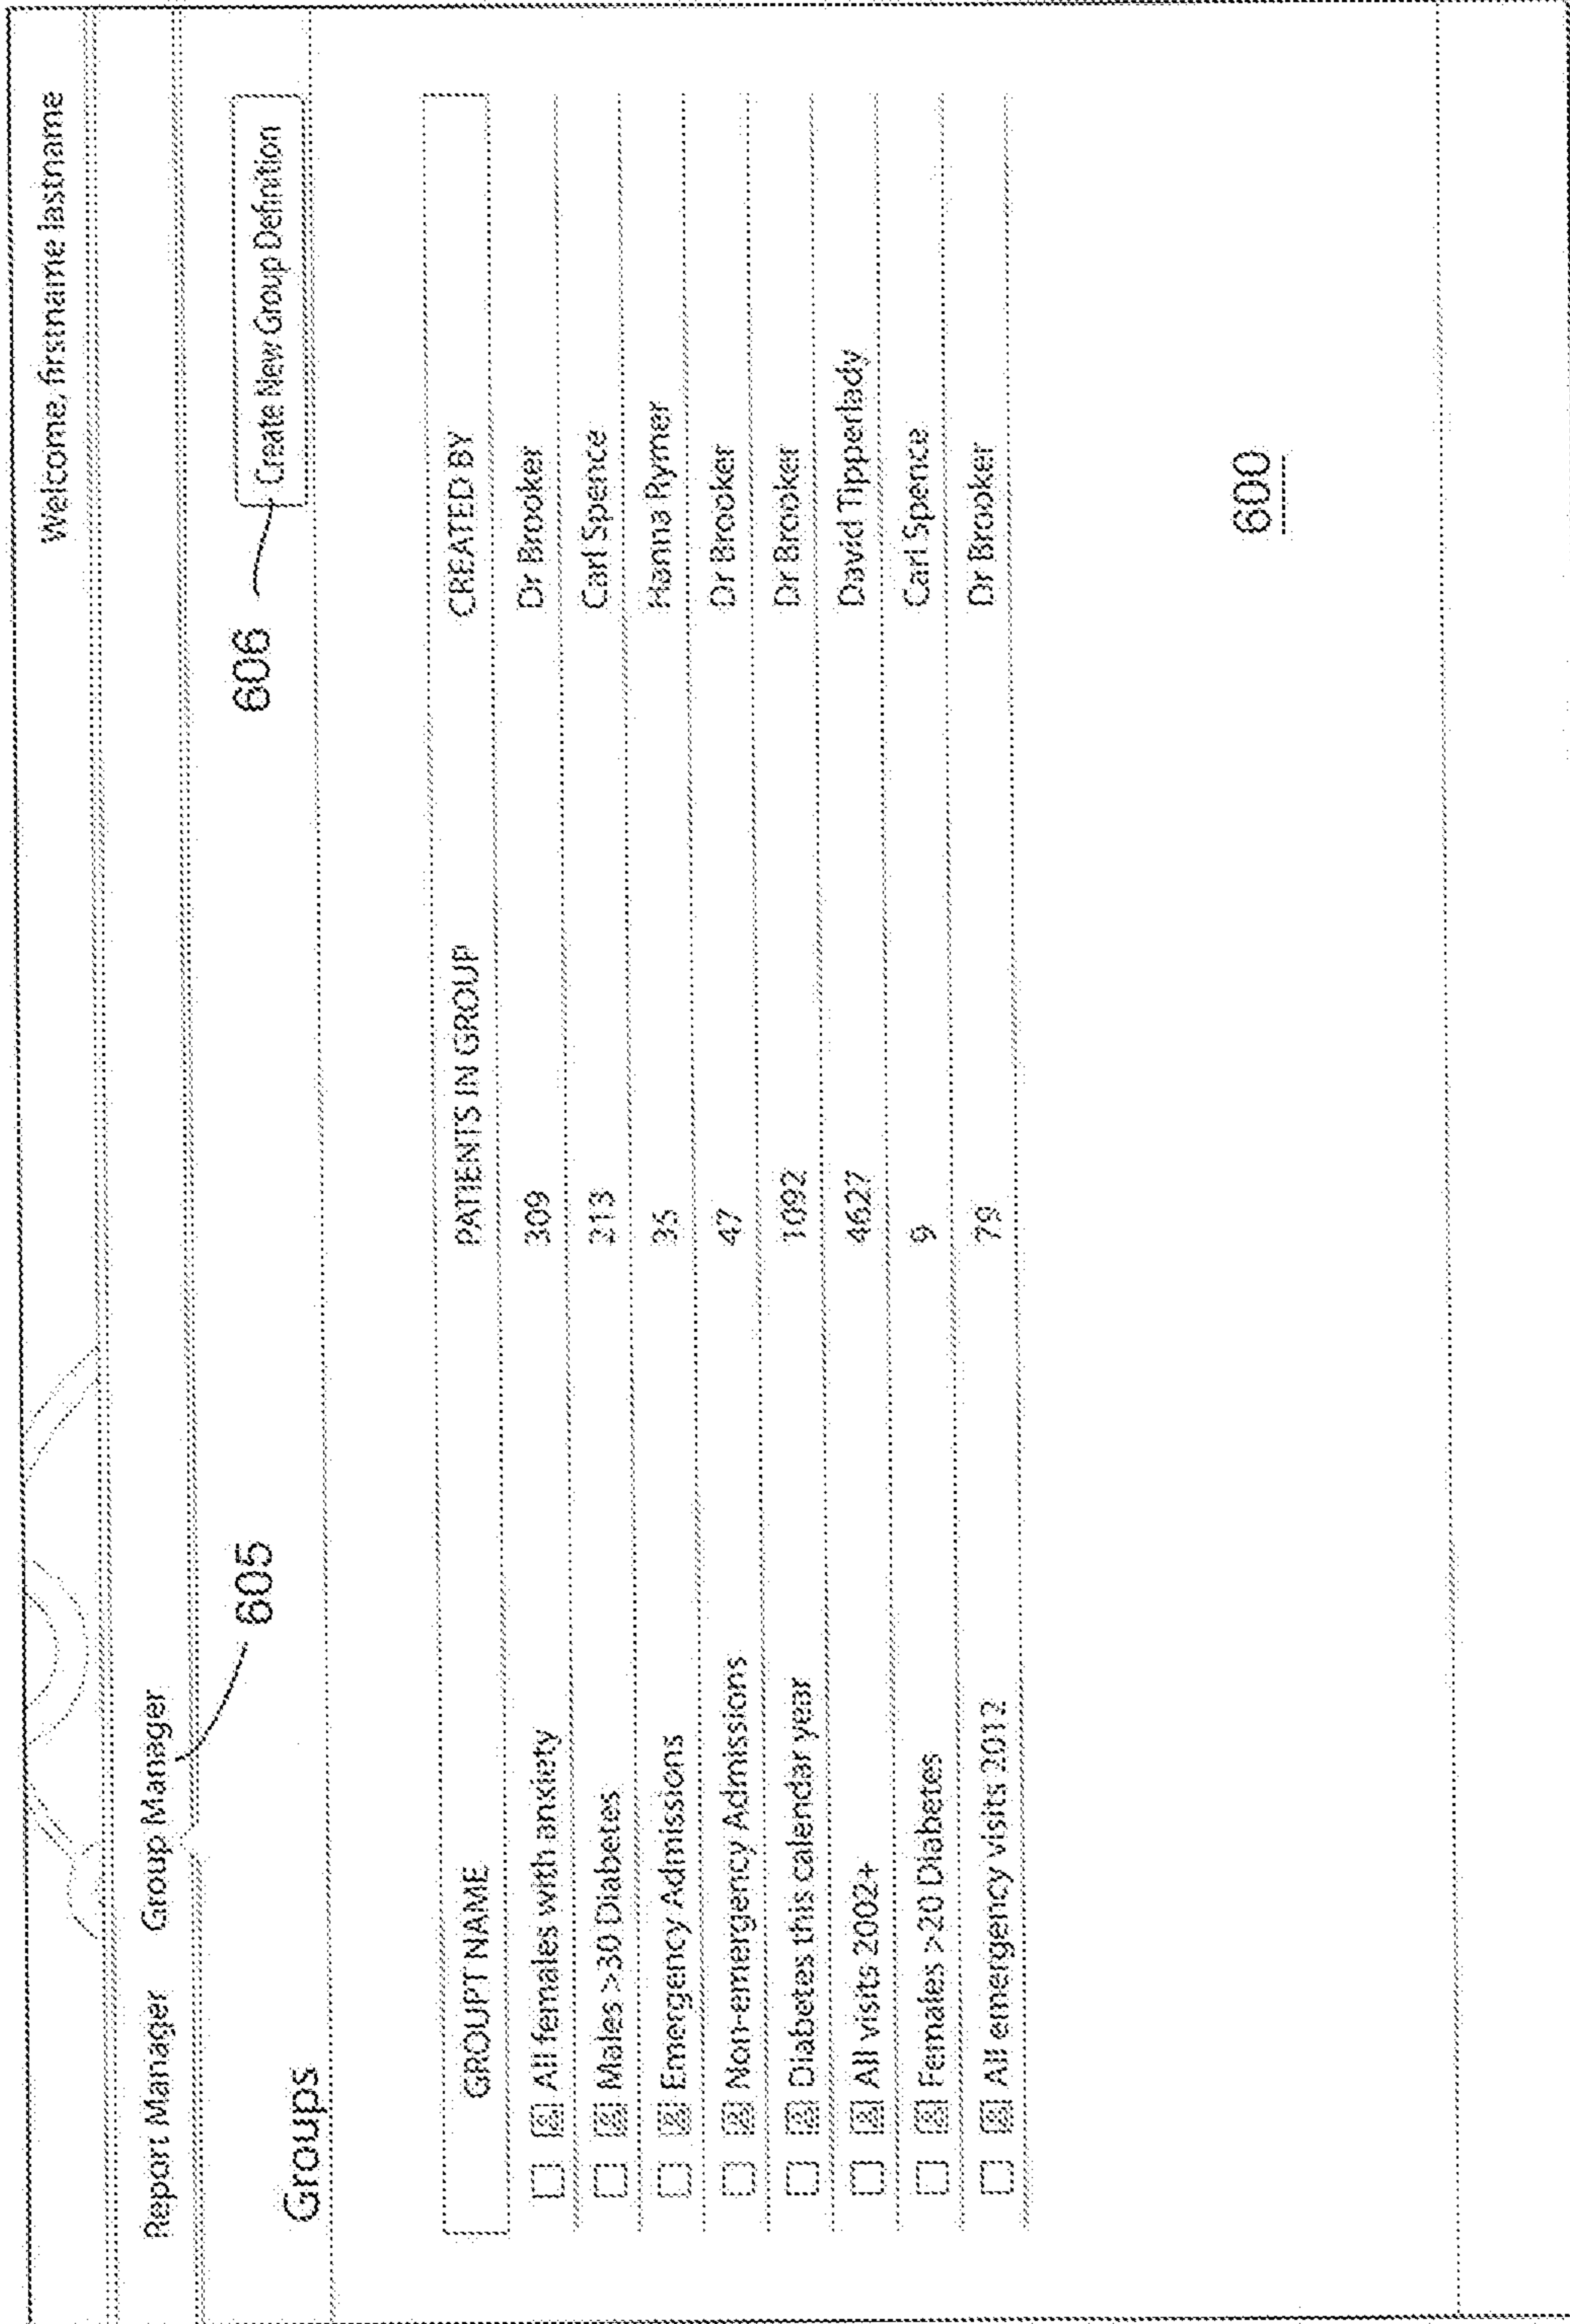 Welcome, firstname lastname
Report Manager Group Manager
605
Groups
606
Create New Group Definition
GROUPT NAME PATIENTS IN GROUP CREATED BY
All females with anxiety 309 Dr Brooker
Males >30 Diabetes 213 Carl Spence
Emergency Admissions 35 Hanna Rymer
Non-emergency Admissions 47 Dr Brooker
Diabetes this calendar year 1092 Dr Brooker
All visits 2002+ 4627 David Tipperlady
Females >20 Diabetes 9 Carl Spence
All emergency visits 2012 79 Dr Brooker
600